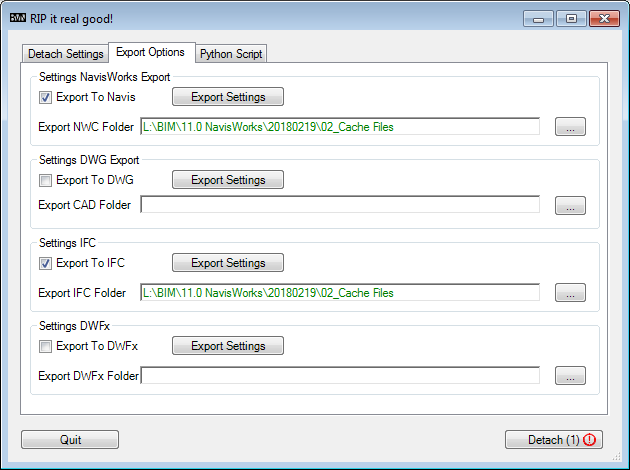 RIP it real good!
Detach Settings Export Options Python Script
Settings NavisWorks Export
Export To Navis Export Settings
Export NWC Folder L:\BIM\11.0 NavisWorks\20180219\02_Cache Files ...
Settings DWG Export
Export To DWG Export Settings
Export CAD Folder ...
Settings IFC
Export To IFC Export Settings
Export IFC Folder L:\BIM\11.0 NavisWorks\20180219\02_Cache Files ...
Settings DWFx
Export To DWFx Export Settings
Export DWFx Folder ...
Quit Detach (1) !